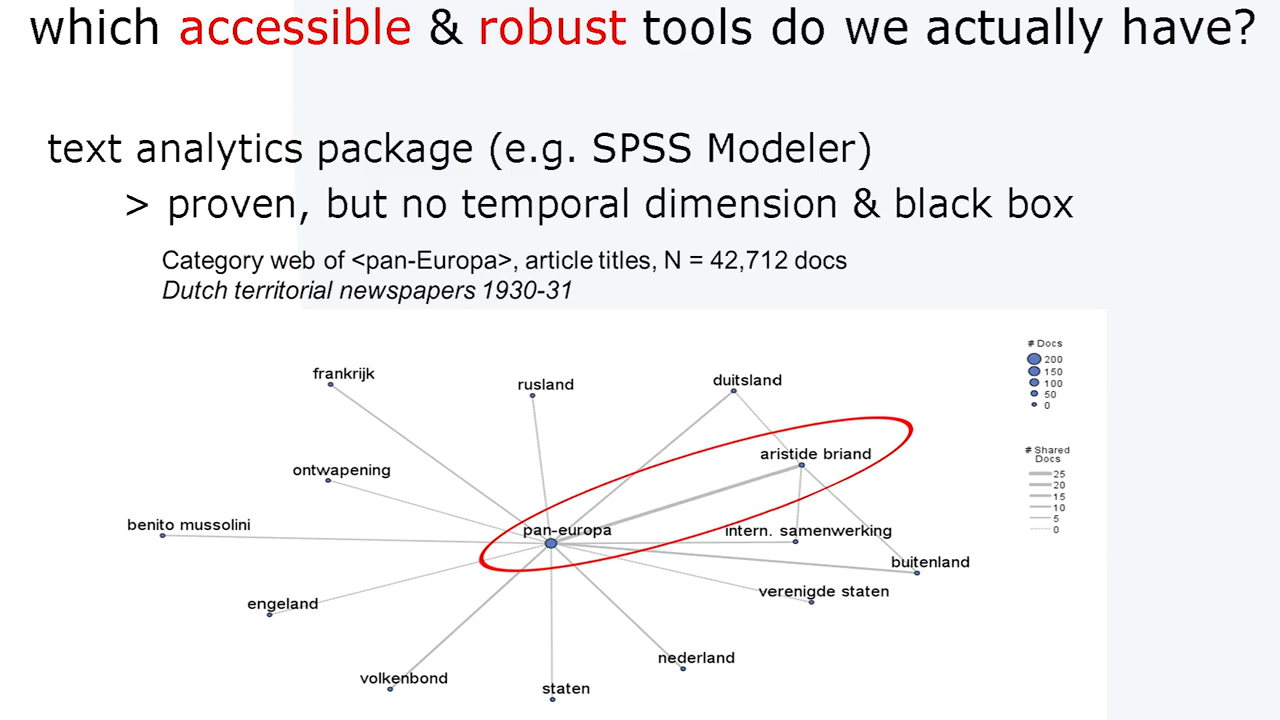 which accessible & robust tools do we actually have?
text analytics package (e.g. SPSS Modeler)
> proven, but no temporal dimension & black box
Category web of <pan-Europa>, article titles, N = 42,712 docs
Dutch territorial newspapers 1930-31
# Docs
200
150
100
50
0
frankrijk
rusland
duitsland
aristide briand
# Shared
Docs
25
20
15
10
5
0
ontwapening
benito mussolini
pan-europa
intern. samenwerking
buitenland
verenigde staten
engeland
nederland
volkenbond
staten